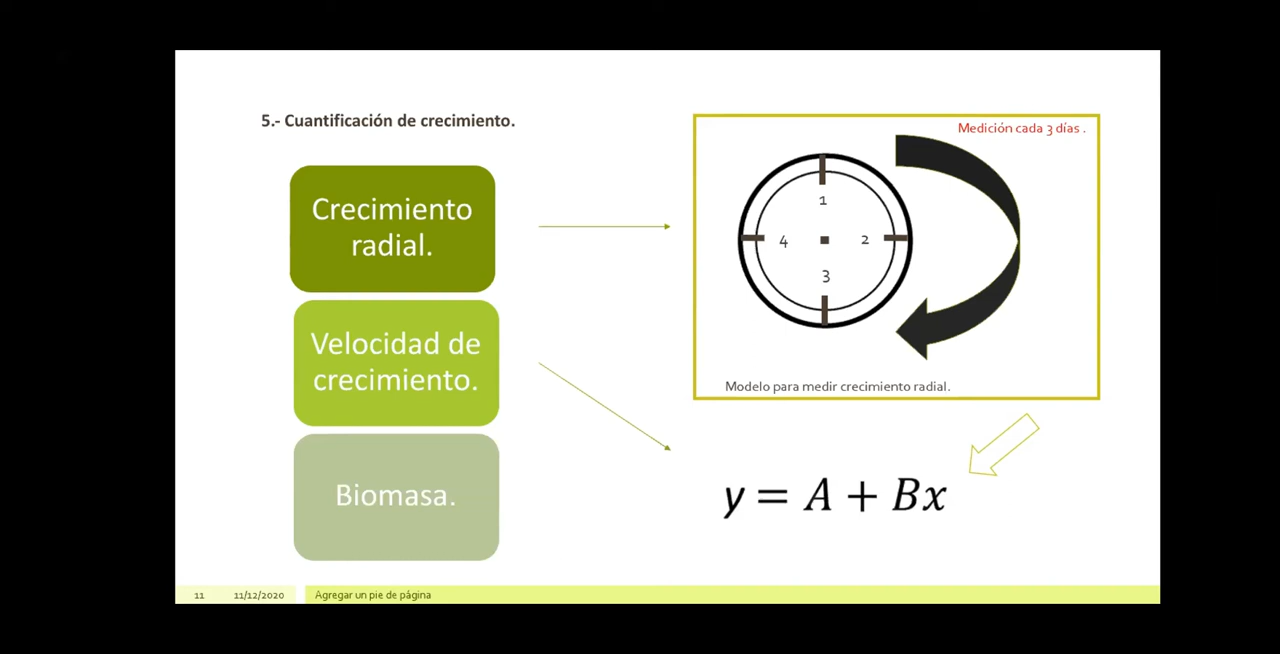 5.- Cuantificación de crecimiento.
Crecimiento
radial.
Velocidad de
crecimiento.
Biomasa.
Medición cada 3 días .
1
4
2
3
Modelo para medir crecimiento radial.
y = A + Bx
11
11/12/2020
Agregar un pie de página